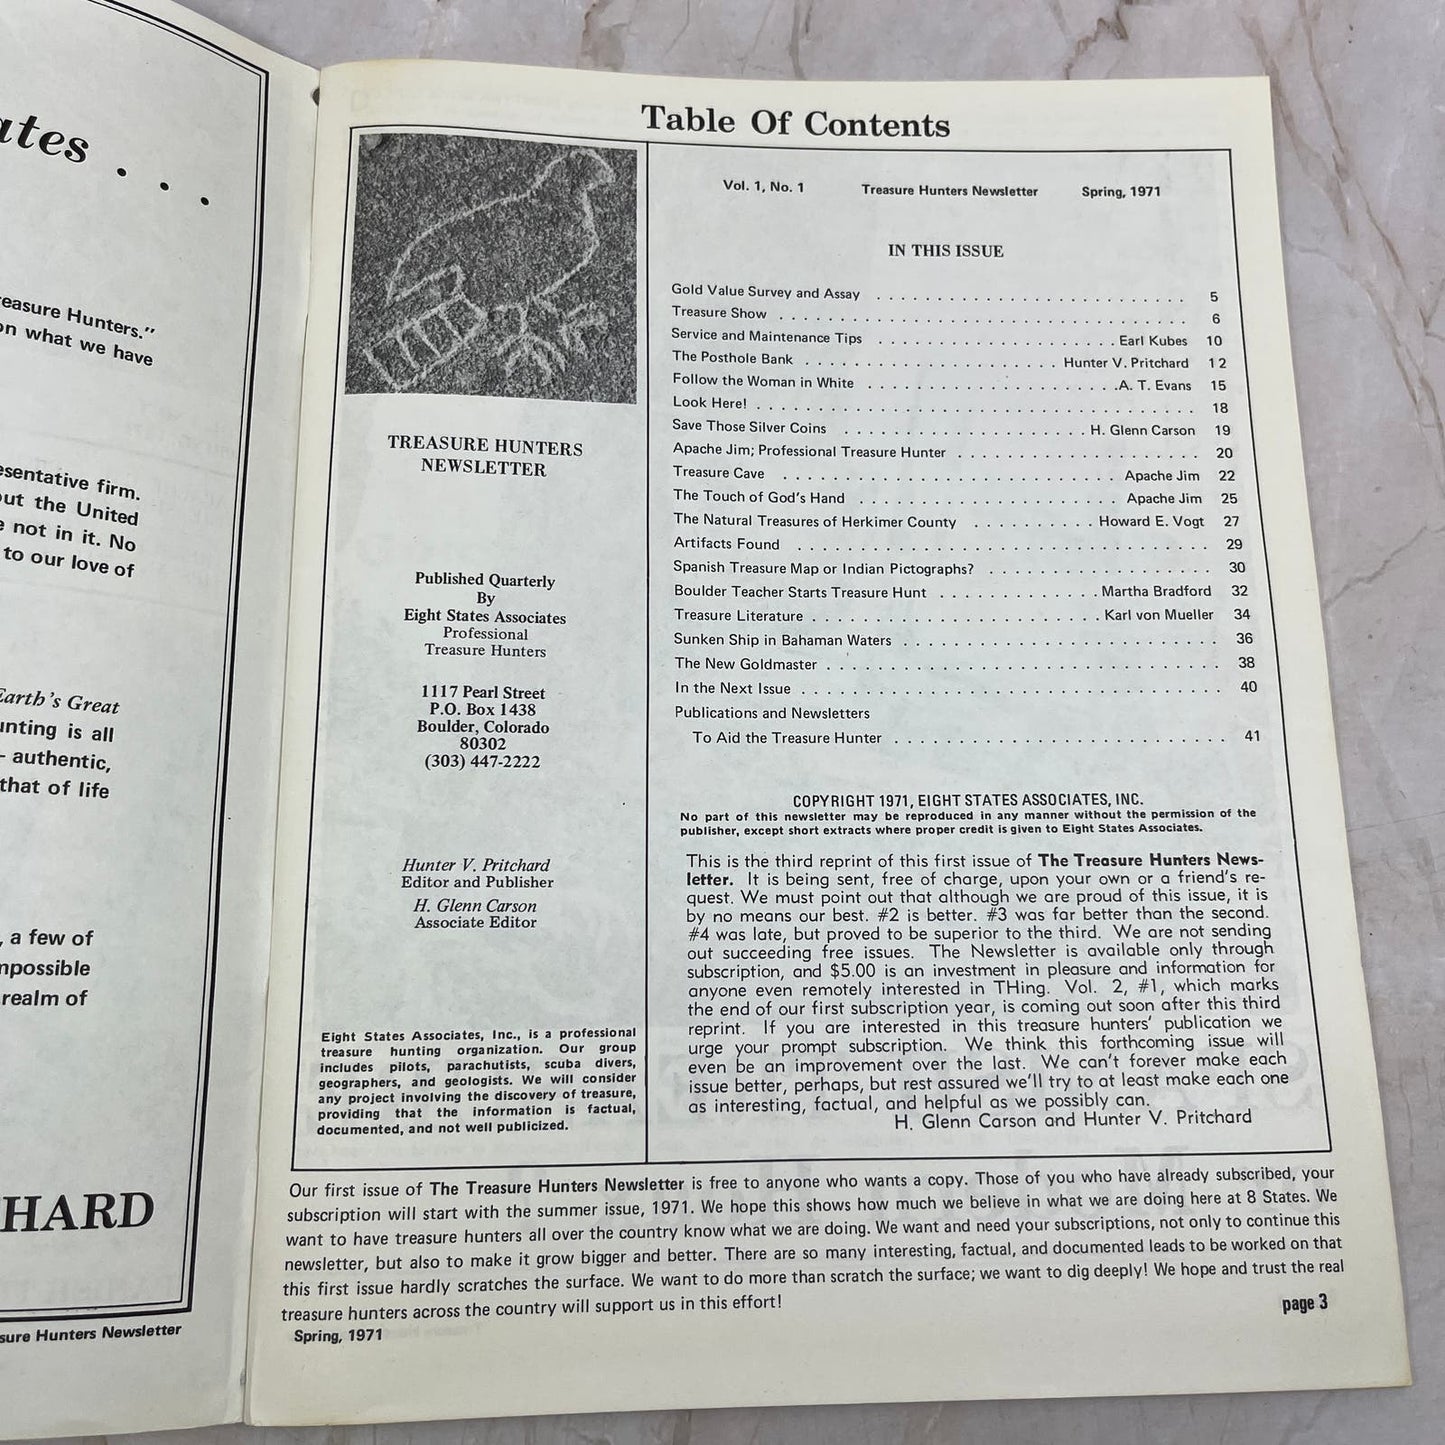 ates . . .
reasure Hunters."
on what we have
esentative firm.
out the United
e not in it. No
to our love of
Earth's Great
unting is all
– authentic,
that of life
, a few of
mpossible
realm of
HARD
sure Hunters Newsletter
Table Of Contents
TREASURE HUNTERS
NEWSLETTER
Published Quarterly
By
Eight States Associates
Professional
Treasure Hunters
1117 Pearl Street
P.O. Box 1438
Boulder, Colorado
80302
(303) 447-2222
Hunter V. Pritchard
Editor and Publisher
H. Glenn Carson
Associate Editor
Eight States Associates, Inc., is a professional
treasure hunting organization. Our group
includes pilots, parachutists, scuba divers,
geographers, and geologists. We will consider
any project involving the discovery of treasure,
providing that the information is factual,
documented, and not well publicized.
Vol. 1, No. 1 Treasure Hunters Newsletter Spring, 1971
IN THIS ISSUE
Gold Value Survey and Assay . . . . . . . . . . . . . . . . . . . . . . . . . 5
Treasure Show . . . . . . . . . . . . . . . . . . . . . . . . . . . . . . . . . 6
Service and Maintenance Tips . . . . . . . . . . . . . . . . . . . Earl Kubes 10
The Posthole Bank . . . . . . . . . . . . . . . . . . . . . Hunter V. Pritchard 12
Follow the Woman in White . . . . . . . . . . . . . . . . . . . . .A. T. Evans 15
Look Here! . . . . . . . . . . . . . . . . . . . . . . . . . . . . . . . . . . . 18
Save Those Silver Coins . . . . . . . . . . . . . . . . . . . . H. Glenn Carson 19
Apache Jim; Professional Treasure Hunter . . . . . . . . . . . . . . . . . . . 20
Treasure Cave . . . . . . . . . . . . . . . . . . . . . . . . . . . Apache Jim 22
The Touch of God's Hand . . . . . . . . . . . . . . . . . . . . . Apache Jim 25
The Natural Treasures of Herkimer County . . . . . . . . . . Howard E. Vogt 27
Artifacts Found . . . . . . . . . . . . . . . . . . . . . . . . . . . . . . . . . 29
Spanish Treasure Map or Indian Pictographs? . . . . . . . . . . . . . . . . . . 30
Boulder Teacher Starts Treasure Hunt . . . . . . . . . . . . . Martha Bradford 32
Treasure Literature . . . . . . . . . . . . . . . . . . . . . . . Karl von Mueller 34
Sunken Ship in Bahaman Waters . . . . . . . . . . . . . . . . . . . . . . . . . 36
The New Goldmaster . . . . . . . . . . . . . . . . . . . . . . . . . . . . . . . . 38
In the Next Issue . . . . . . . . . . . . . . . . . . . . . . . . . . . . . . . . . . 40
Publications and Newsletters
To Aid the Treasure Hunter . . . . . . . . . . . . . . . . . . . . . . . . . . . 41
COPYRIGHT 1971, EIGHT STATES ASSOCIATES, INC.
No part of this newsletter may be reproduced in any manner without the permission of the
publisher, except short extracts where proper credit is given to Eight States Associates.
This is the third reprint of this first issue of The Treasure Hunters News-
letter. It is being sent, free of charge, upon your own or a friend's re-
quest. We must point out that although we are proud of this issue, it is
by no means our best. #2 is better. #3 was far better than the second.
#4 was late, but proved to be superior to the third. We are not sending
out succeeding free issues. The Newsletter is available only through
subscription, and $5.00 is an investment in pleasure and information for
anyone even remotely interested in THing. Vol. 2, #1, which marks
the end of our first subscription year, is coming out soon after this third
reprint. If you are interested in this treasure hunters' publication we
urge your prompt subscription. We think this forthcoming issue will
even be an improvement over the last. We can't forever make each
issue better, perhaps, but rest assured we'll try to at least make each one
as interesting, factual, and helpful as we possibly can.
H. Glenn Carson and Hunter V. Pritchard
Our first issue of The Treasure Hunters Newsletter is free to anyone who wants a copy. Those of you who have already subscribed, your
subscription will start with the summer issue, 1971. We hope this shows how much we believe in what we are doing here at 8 States. We
want to have treasure hunters all over the country know what we are doing. We want and need your subscriptions, not only to continue this
newsletter, but also to make it grow bigger and better. There are so many interesting, factual, and documented leads to be worked on that
this first issue hardly scratches the surface. We want to do more than scratch the surface; we want to dig deeply! We hope and trust the real
treasure hunters across the country will support us in this effort!
Spring, 1971 page 3